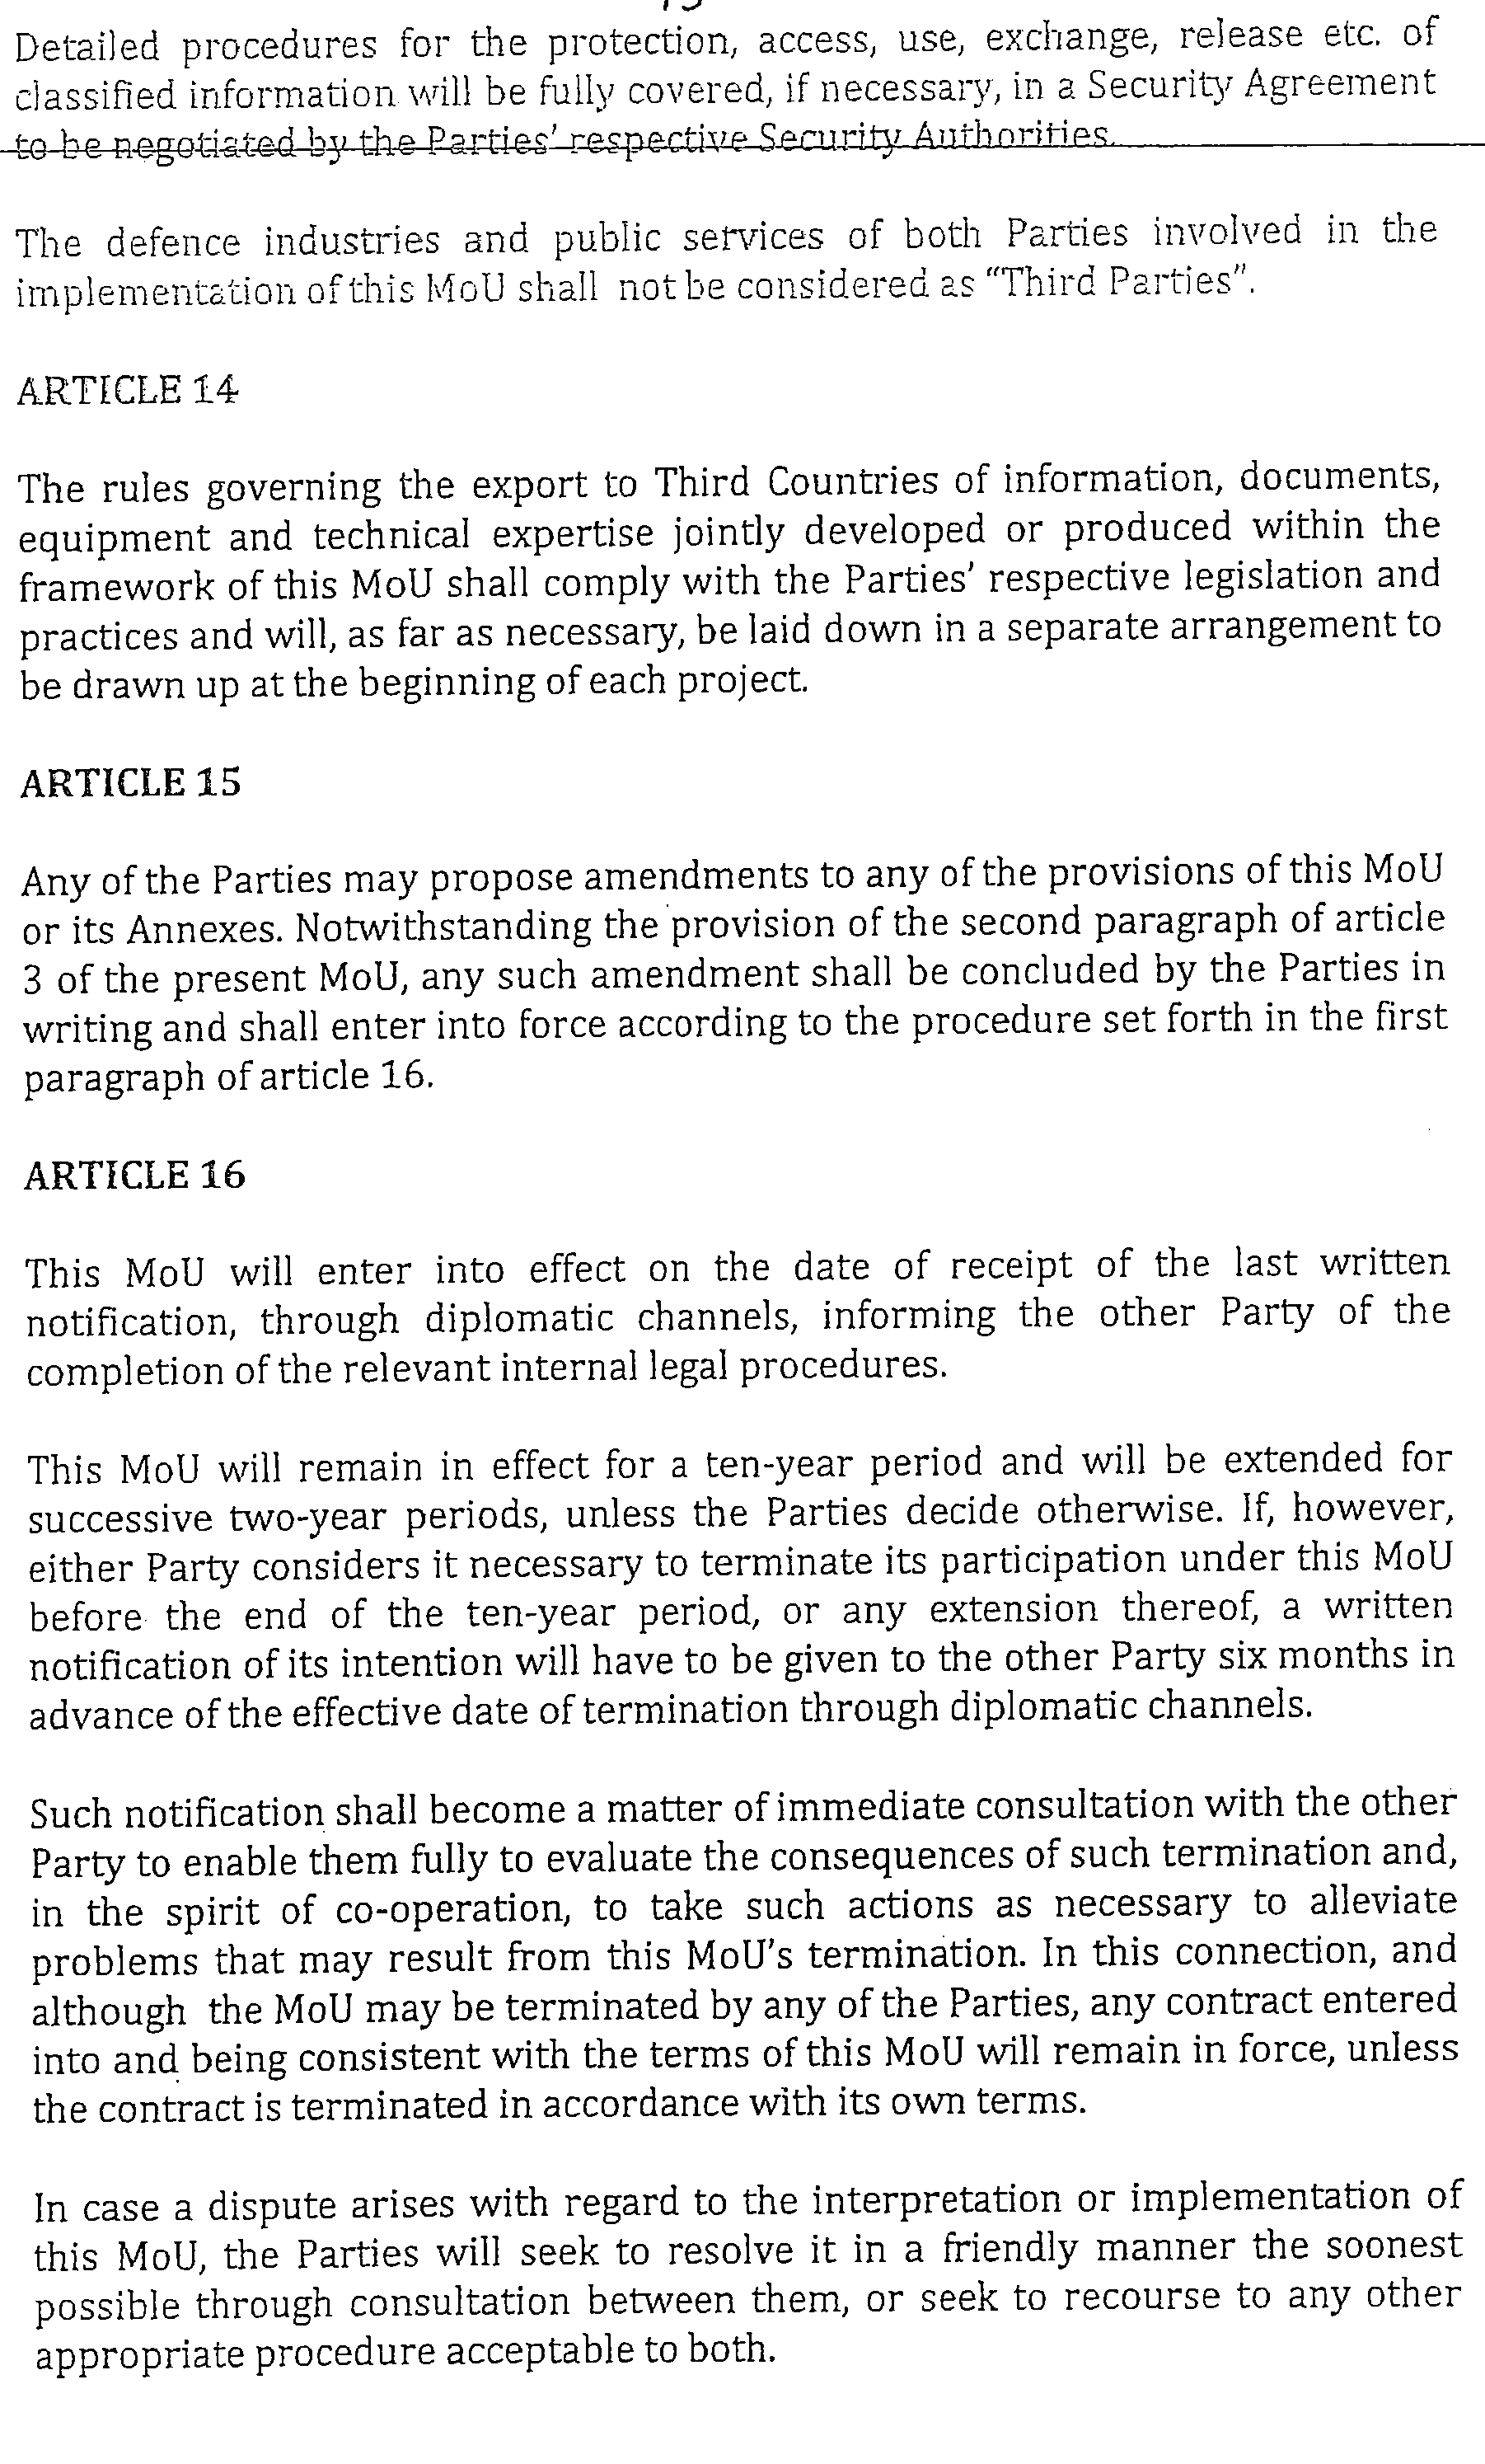 Detailed procedures for the protection, access, use, exchange, release etc. of
classified information will be fully covered, if necessary, in a Security Agreement
to be negotiated by the Parties' respective Security Authorities.
The defence industries and public services of both Parties involved in the
implementation of this MoU shall not be considered as "Third Parties".
ARTICLE 14
The rules governing the export to Third Countries of information, documents,
equipment and technical expertise jointly developed or produced within the
framework of this MoU shall comply with the Parties' respective legislation and
practices and will, as far as necessary, be laid down in a separate arrangement to
be drawn up at the beginning of each project.
ARTICLE 15
Any of the Parties may propose amendments to any of the provisions of this MoU
or its Annexes. Notwithstanding the provision of the second paragraph of article
3 of the present MoU, any such amendment shall be concluded by the Parties in
writing and shall enter into force according to the procedure set forth in the first
paragraph of article 16.
ARTICLE 16
This MoU will enter into effect on the date of receipt of the last written
notification, through diplomatic channels, informing the other Party of the
completion of the relevant internal legal procedures.
This MoU will remain in effect for a ten-year period and will be extended for
successive two-year periods, unless the Parties decide otherwise. If, however,
either Party considers it necessary to terminate its participation under this MoU
before the end of the ten-year period, or any extension thereof, a written
notification of its intention will have to be given to the other Party six months in
advance of the effective date of termination through diplomatic channels.
Such notification shall become a matter of immediate consultation with the other
Party to enable them fully to evaluate the consequences of such termination and,
in the spirit of co-operation, to take such actions as necessary to alleviate
problems that may result from this MoU's termination. In this connection, and
although the MoU may be terminated by any of the Parties, any contract entered
into and being consistent with the terms of this MoU will remain in force, unless
the contract is terminated in accordance with its own terms.
In case a dispute arises with regard to the interpretation or implementation of
this MoU, the Parties will seek to resolve it in a friendly manner the soonest
possible through consultation between them, or seek to recourse to any other
appropriate procedure acceptable to both.